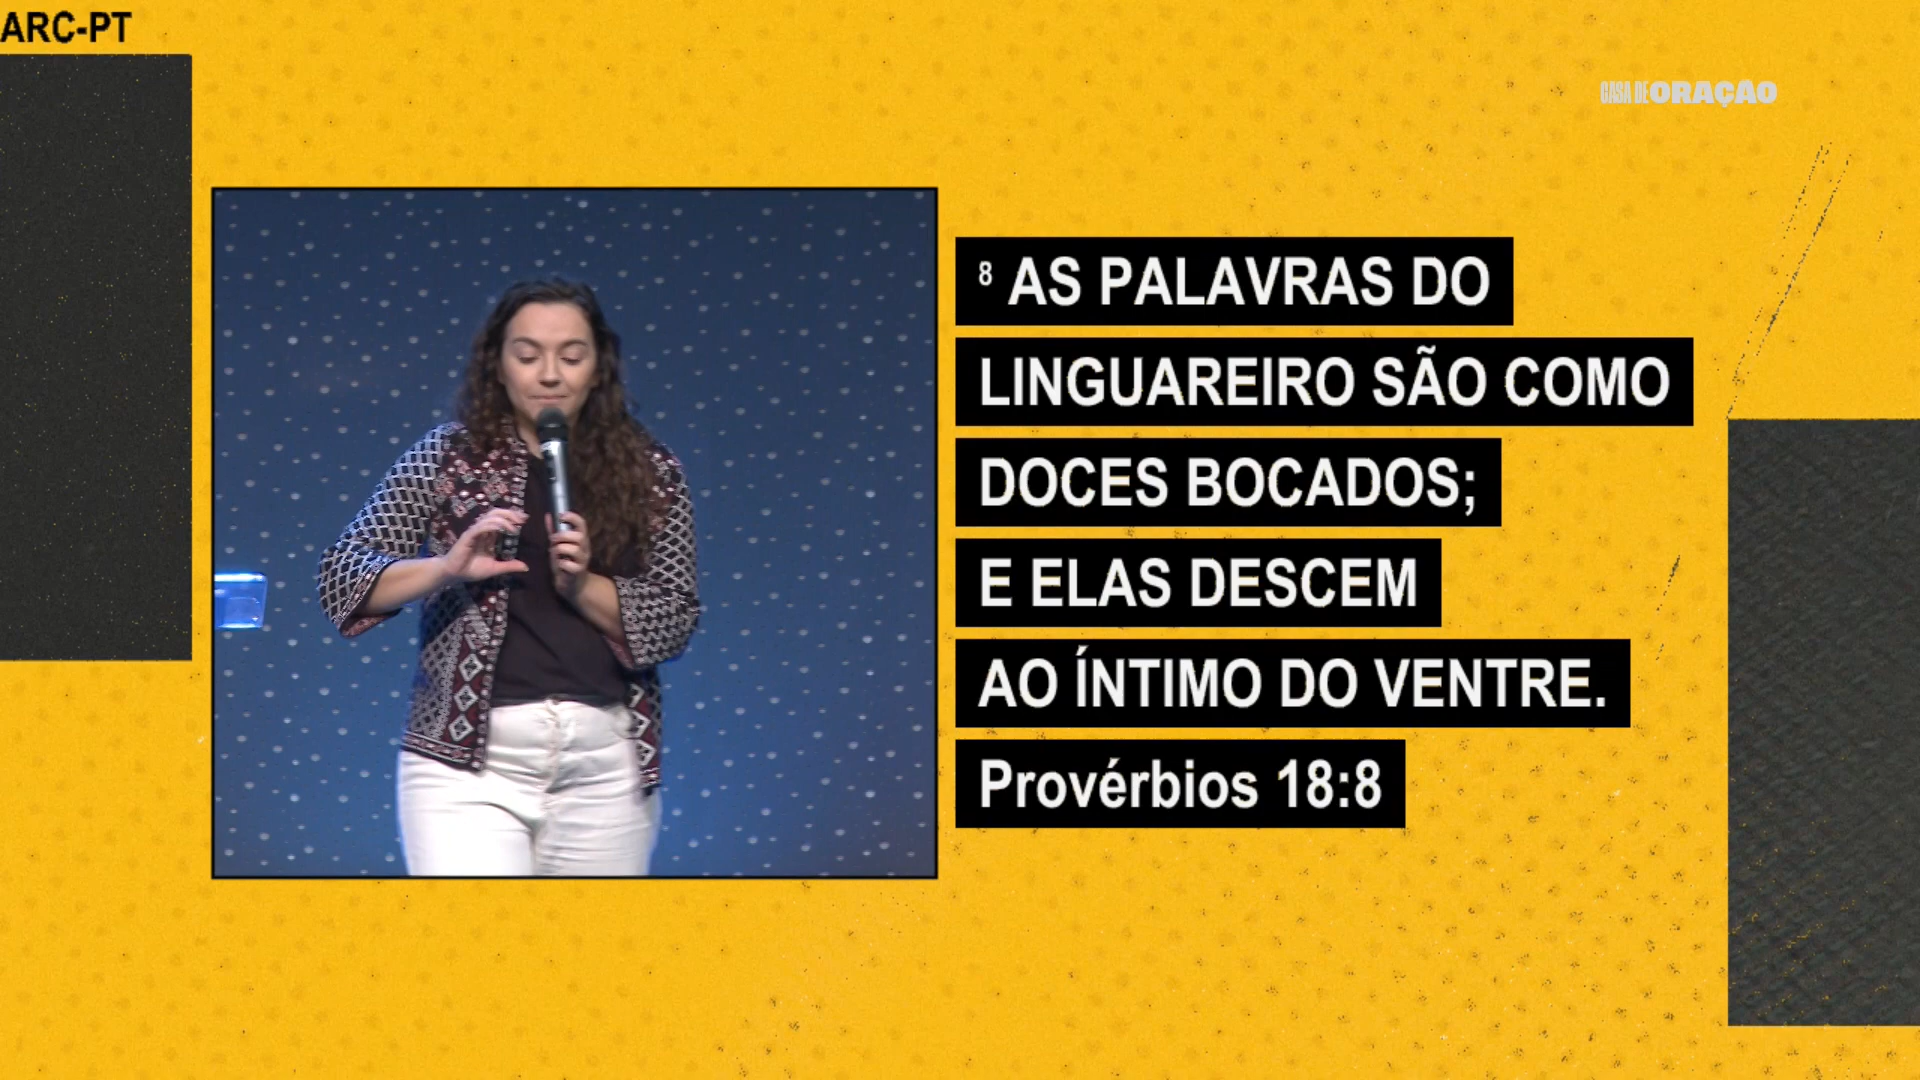 ARC-PT
CASA DE ORAÇÃO
⁸ AS PALAVRAS DO
LINGUAREIRO SÃO COMO
DOCES BOCADOS;
E ELAS DESCEM
AO ÍNTIMO DO VENTRE.
Provérbios 18:8